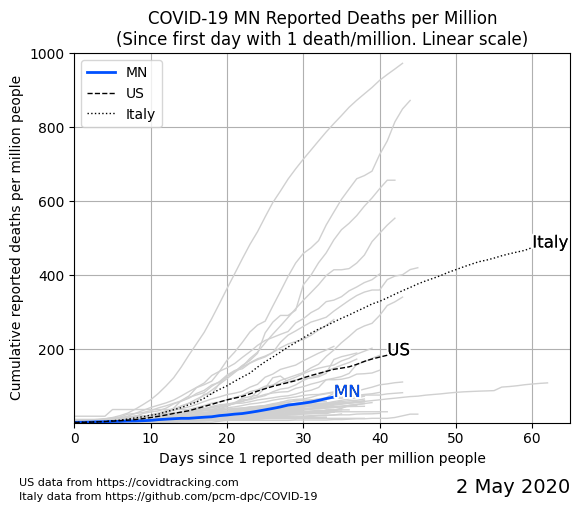 COVID-19 MN Reported Deaths per Million
(Since first day with 1 death/million. Linear scale)
1000
800
600
400
200
Cumulative reported deaths per million people
MN
US
Italy
Italy
US
MN
0
10
20
30
40
50
60
Days since 1 reported death per million people
US data from https://covidtracking.com
Italy data from https://github.com/pcm-dpc/COVID-19
2 May 2020